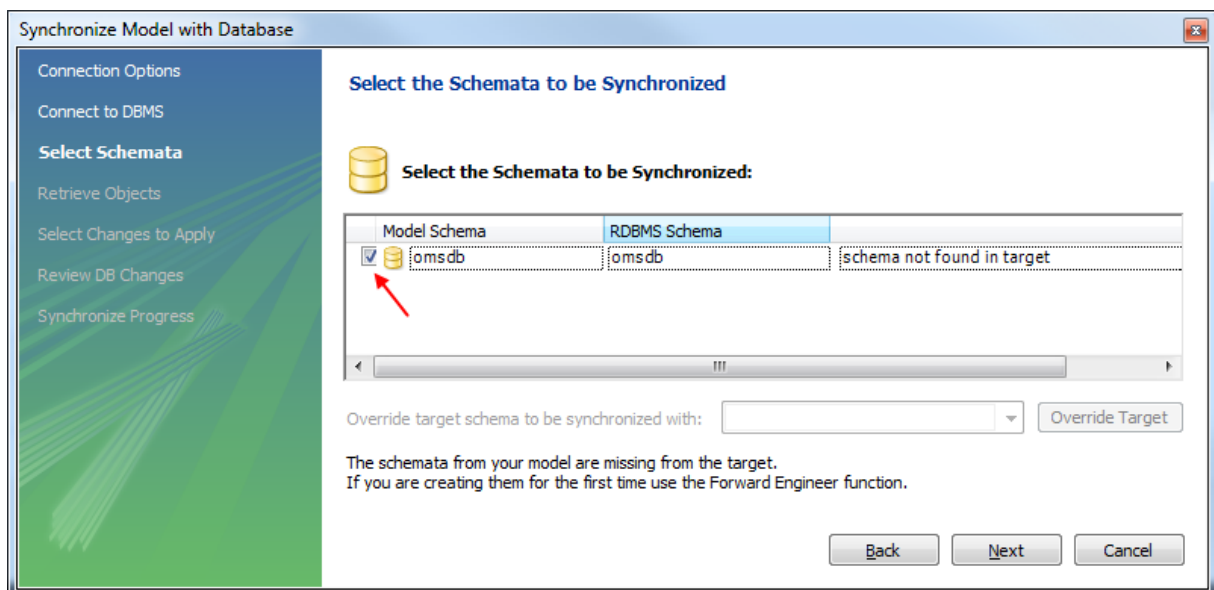 Synchronize Model with Database
Connection Options
Connect to DBMS
Select Schemata
Retrieve Objects
Select Changes to Apply
Review DB Changes
Synchronize Progress
Select the Schemata to be Synchronized
Select the Schemata to be Synchronized:
Model Schema RDBMS Schema
omsdb omsdb schema not found in target
Override target schema to be synchronized with: Override Target
The schemata from your model are missing from the target.
If you are creating them for the first time use the Forward Engineer function.
Back Next Cancel